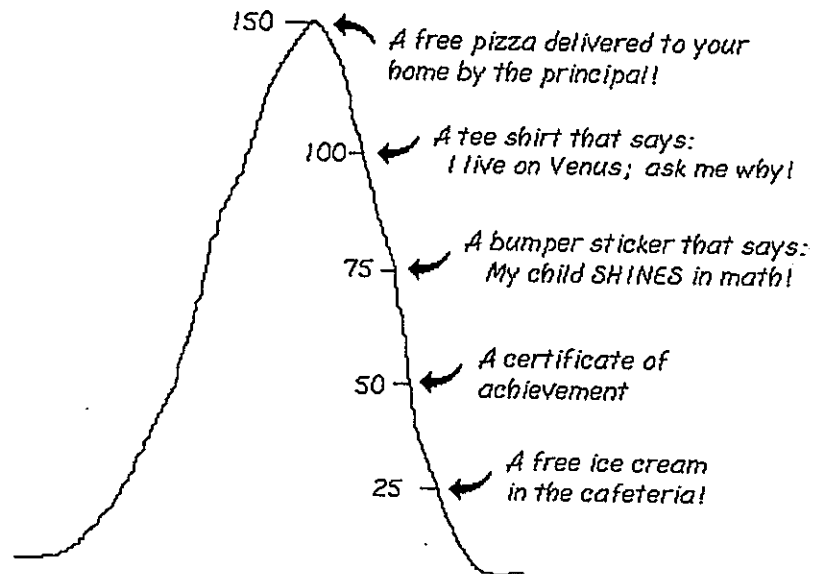 150
A free pizza delivered to your
home by the principal!
100
A tee shirt that says:
I live on Venus; ask me why!
75
A bumper sticker that says:
My child SHINES in math!
50
A certificate of
achievement
25
A free ice cream
in the cafeteria!